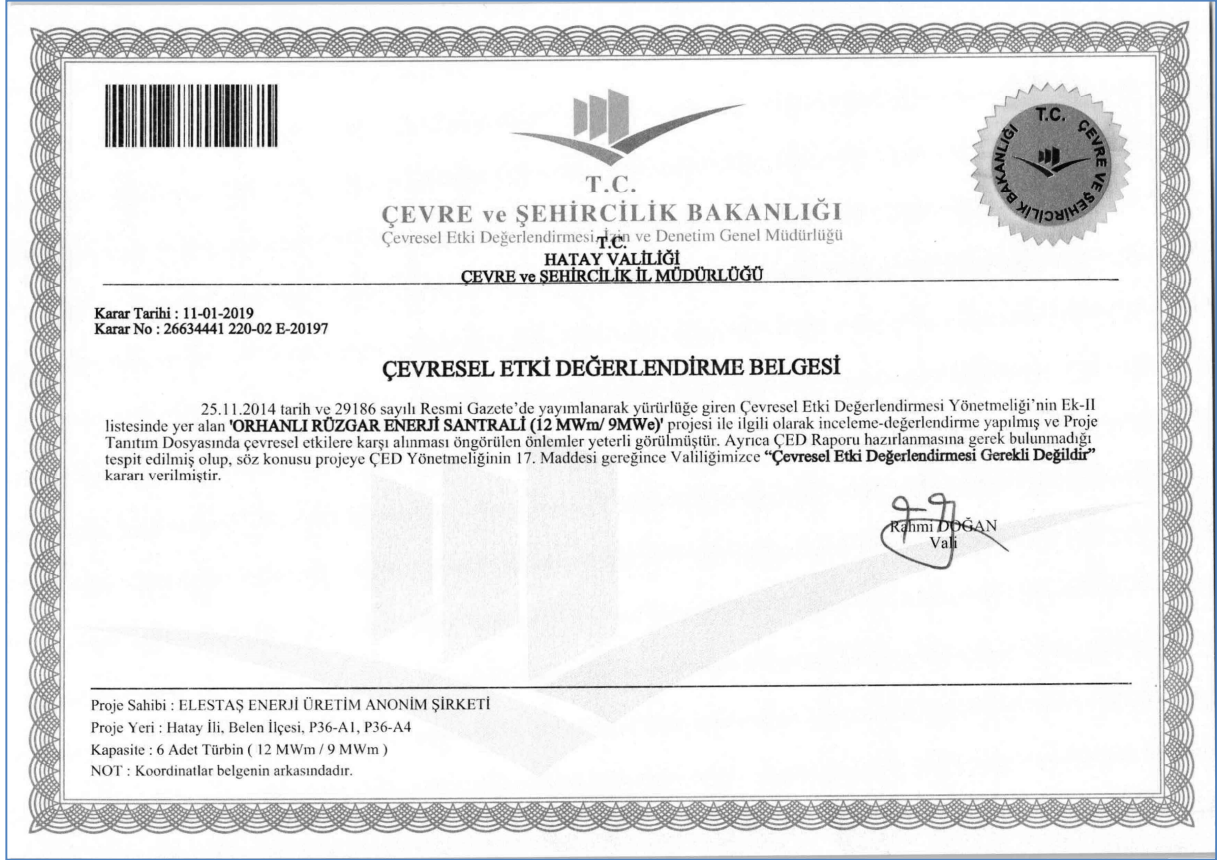 T.C.
ÇEVRE ve ŞEHİRCİLİK BAKANLIĞI
Çevresel Etki Değerlendirmesi, İzin ve Denetim Genel Müdürlüğü
T.C.
HATAY VALİLİĞİ
ÇEVRE ve ŞEHİRCİLİK İL MÜDÜRLÜĞÜ
T.C. ÇEVRE VE ŞEHİRCİLİK BAKANLIĞI
Karar Tarihi : 11-01-2019
Karar No : 26634441 220-02 E-20197
ÇEVRESEL ETKİ DEĞERLENDİRME BELGESİ
25.11.2014 tarih ve 29186 sayılı Resmi Gazete'de yayımlanarak yürürlüğe giren Çevresel Etki Değerlendirmesi Yönetmeliği'nin Ek-II
listesinde yer alan 'ORHANLI RÜZGAR ENERJİ SANTRALİ (12 MWm/ 9MWe)' projesi ile ilgili olarak inceleme-değerlendirme yapılmış ve Proje
Tanıtım Dosyasında çevresel etkilere karşı alınması öngörülen önlemler yeterli görülmüştür. Ayrıca ÇED Raporu hazırlanmasına gerek bulunmadığı
tespit edilmiş olup, söz konusu projeye ÇED Yönetmeliğinin 17. Maddesi gereğince Valiliğimizce “Çevresel Etki Değerlendirmesi Gerekli Değildir”
kararı verilmiştir.
Rahmi DOĞAN
Vali
Proje Sahibi : ELESTAŞ ENERJİ ÜRETİM ANONİM ŞİRKETİ
Proje Yeri : Hatay İli, Belen İlçesi, P36-A1, P36-A4
Kapasite : 6 Adet Türbin ( 12 MWm / 9 MWm )
NOT : Koordinatlar belgenin arkasındadır.